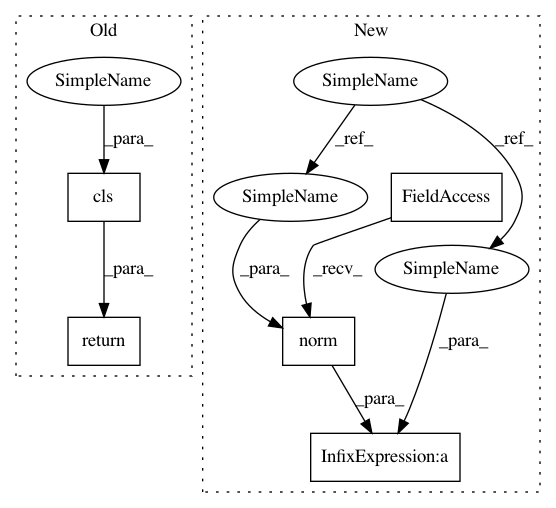 Old
New
SimpleName
SimpleName
_para_
_ref_
_ref_
cls
SimpleName
FieldAccess
_para_
_para_
_recv_
SimpleName
return
norm
_para_
_para_
InfixExpression:a